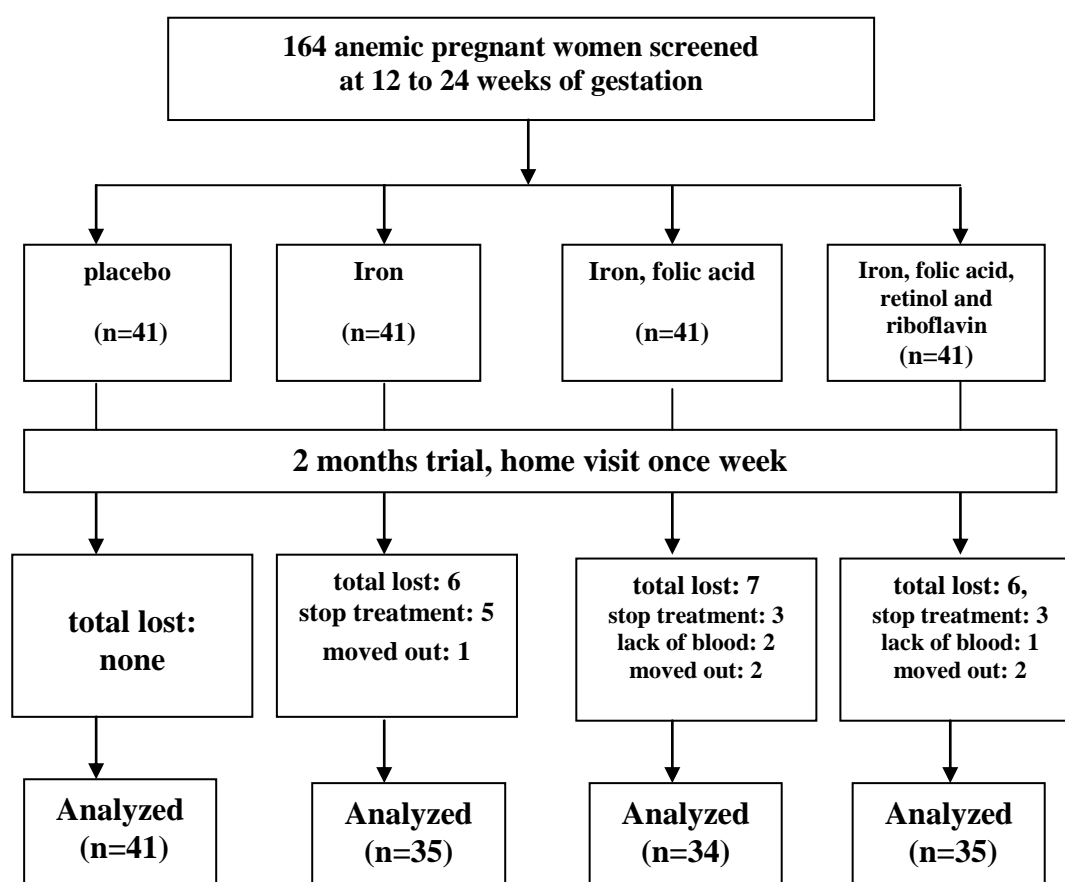 164 anemic pregnant women screened
at 12 to 24 weeks of gestation
placebo
(n=41)
Iron
(n=41)
Iron, folic acid
(n=41)
Iron, folic acid,
retinol and
riboflavin
(n=41)
2 months trial, home visit once week
total lost:
none
total lost: 6
stop treatment: 5
moved out: 1
total lost: 7
stop treatment: 3
lack of blood: 2
moved out: 2
total lost: 6,
stop treatment: 3
lack of blood: 1
moved out: 2
Analyzed
(n=41)
Analyzed
(n=35)
Analyzed
(n=34)
Analyzed
(n=35)